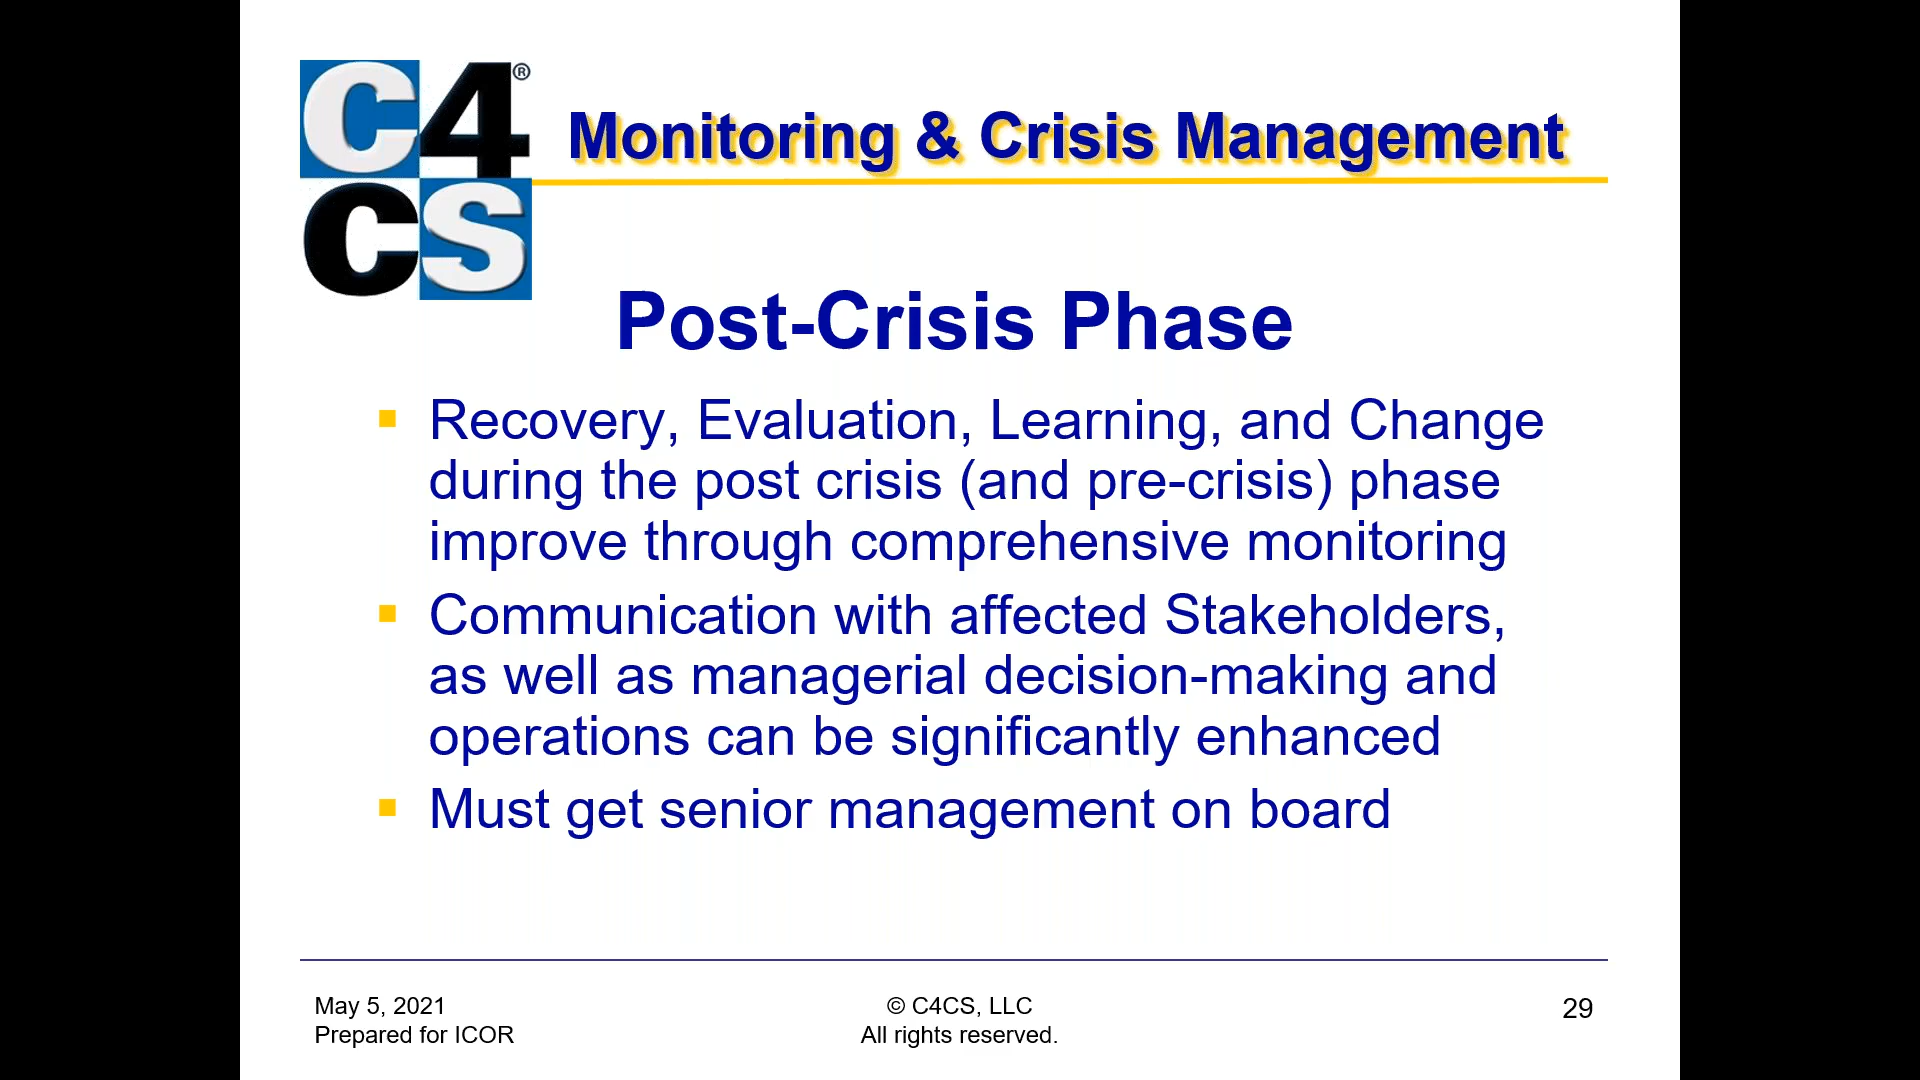 C4®
CS
Monitoring & Crisis Management
Post-Crisis Phase
Recovery, Evaluation, Learning, and Change
during the post crisis (and pre-crisis) phase
improve through comprehensive monitoring
Communication with affected Stakeholders,
as well as managerial decision-making and
operations can be significantly enhanced
Must get senior management on board
May 5, 2021
Prepared for ICOR
© C4CS, LLC
All rights reserved.
29